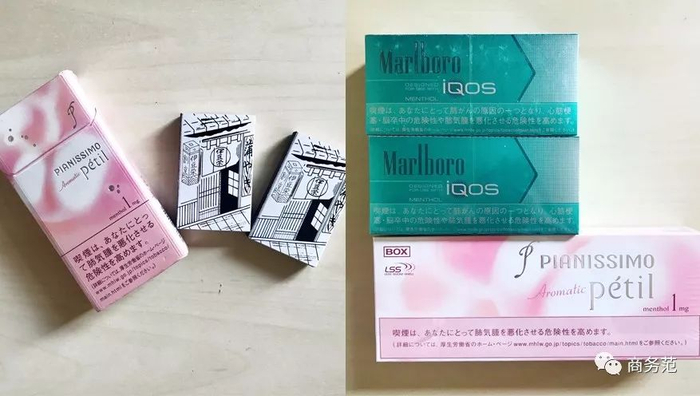 PIANISSIMO
Aromatic pétil
menthol 1mg
喫煙は、あなたにとっ
て肺気腫を悪化させる
危険性を高めます。
Marlboro
iQOS
MENTHOL
喫煙は、あなたにとって肺がんの原因の一つとなり、心筋梗
塞・脳卒中の危険性や肺気腫を悪化させる危険性を高めます。
Marlboro
iQOS
MENTHOL
喫煙は、あなたにとって肺がんの原因の一つとなり、心筋梗
塞・脳卒中の危険性や肺気腫を悪化させる危険性を高めます。
BOX
LSS
PIANISSIMO
Aromatic pétil
menthol 1mg
喫煙は、あなたにとって肺気腫を悪化させる危険性を高めます。
(詳細については、厚生労働省のホーム・ページ www.mhlw.go.jp/topics/tobacco/main.htmlをご参照ください。)
商务范